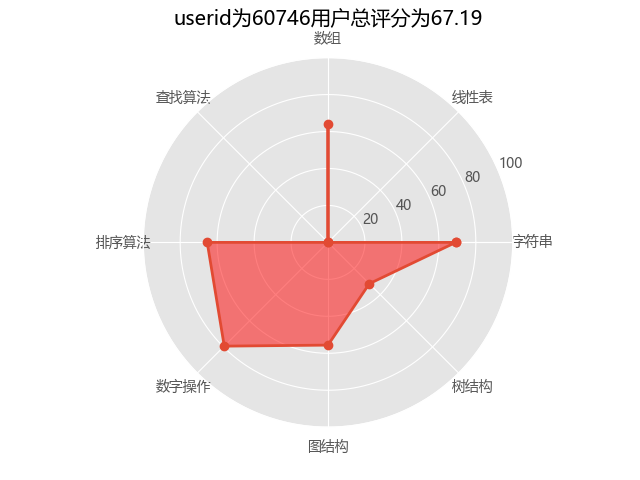 userid为60746用户总评分为67.19
数组
查找算法
线性表
100
80
60
40
20
排序算法
字符串
数字操作
树结构
图结构